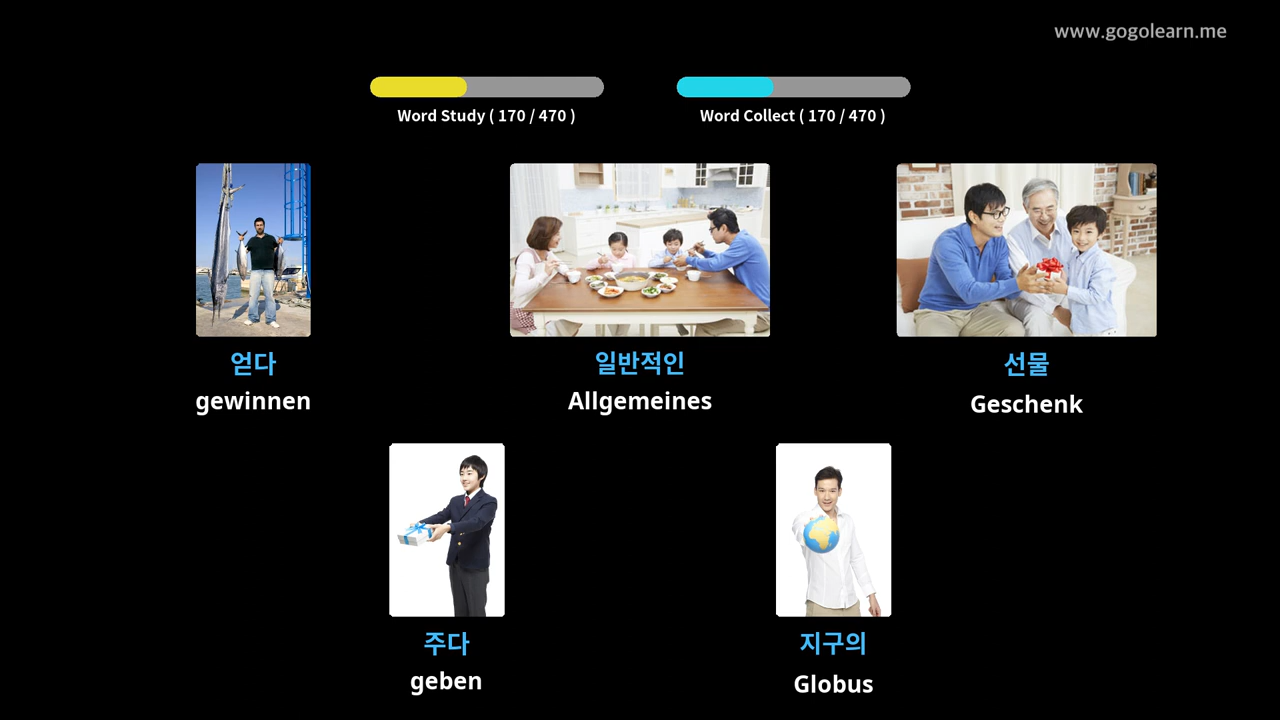 www.gogolearn.me
Word Study ( 170 / 470 )
Word Collect ( 170 / 470 )
얻다
gewinnen
일반적인
Allgemeines
선물
Geschenk
주다
geben
지구의
Globus